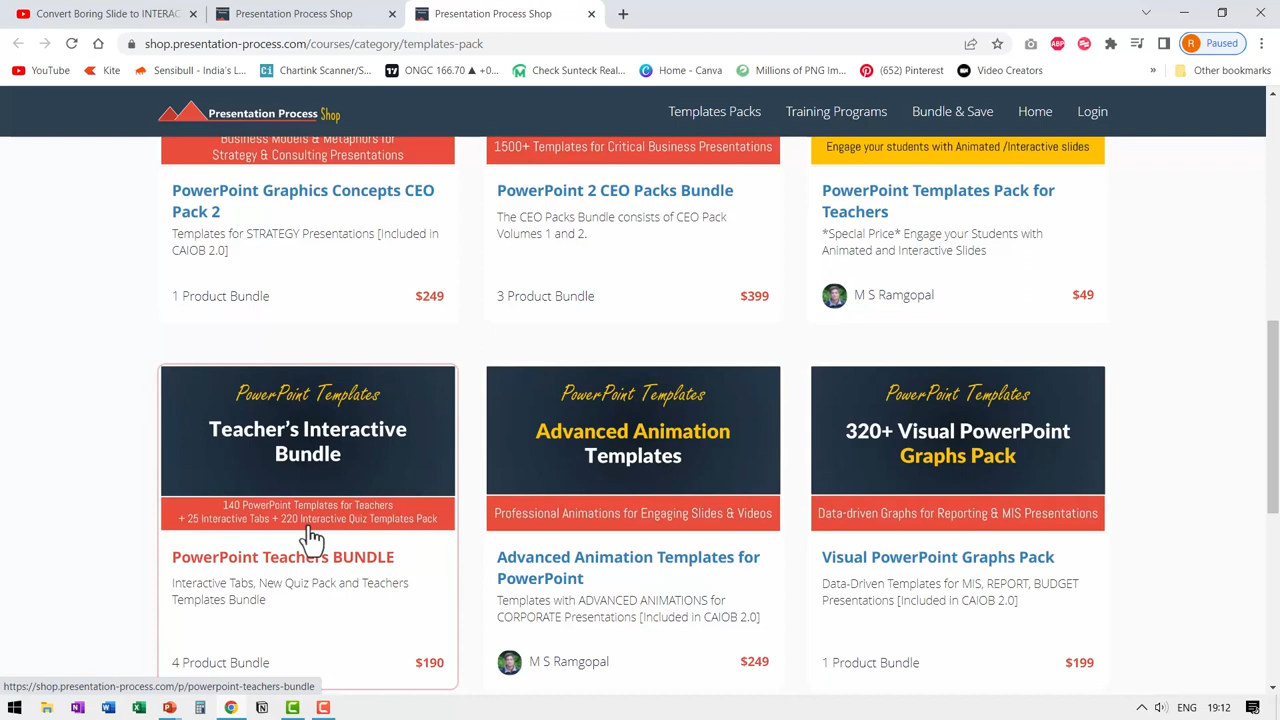 Convert Boring Slide to INTERAC
Presentation Process Shop
Presentation Process Shop
shop.presentation-process.com/courses/category/templates-pack
ABP
R
Paused
YouTube
Kite
Sensibull - India's L...
Chartink Scanner/S...
ONGC 166.70 ▲ +0...
Check Sunteck Real...
Home - Canva
Millions of PNG Im...
(652) Pinterest
Video Creators
»
Other bookmarks
Presentation Process Shop
Templates Packs
Training Programs
Bundle & Save
Home
Login
Business Models & Metaphors for
Strategy & Consulting Presentations
1500+ Templates for Critical Business Presentations
Engage your students with Animated /Interactive slides
PowerPoint Graphics Concepts CEO
Pack 2
Templates for STRATEGY Presentations [Included in
CAIOB 2.0]
1 Product Bundle
$249
PowerPoint 2 CEO Packs Bundle
The CEO Packs Bundle consists of CEO Pack
Volumes 1 and 2.
3 Product Bundle
$399
PowerPoint Templates Pack for
Teachers
*Special Price* Engage your Students with
Animated and Interactive Slides
M S Ramgopal
$49
PowerPoint Templates
Teacher's Interactive
Bundle
140 PowerPoint Templates for Teachers
+ 25 Interactive Tabs + 220 Interactive Quiz Templates Pack
PowerPoint Teachers BUNDLE
Interactive Tabs, New Quiz Pack and Teachers
Templates Bundle
4 Product Bundle
$190
PowerPoint Templates
Advanced Animation
Templates
Professional Animations for Engaging Slides & Videos
Advanced Animation Templates for
PowerPoint
Templates with ADVANCED ANIMATIONS for
CORPORATE Presentations [Included in CAIOB 2.0]
M S Ramgopal
$249
PowerPoint Templates
320+ Visual PowerPoint
Graphs Pack
Data-driven Graphs for Reporting & MIS Presentations
Visual PowerPoint Graphs Pack
Data-Driven Templates for MIS, REPORT, BUDGET
Presentations [Included in CAIOB 2.0]
1 Product Bundle
$199
https://shop.presentation-process.com/p/powerpoint-teachers-bundle
ENG
19:12